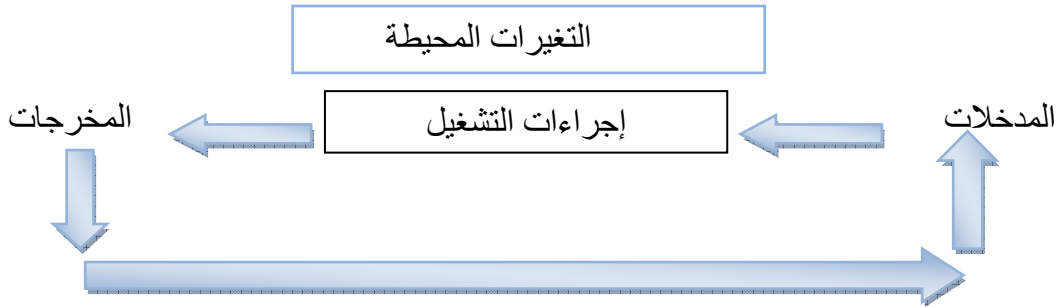 التغيرات المحيطة
المدخلات
إجراءات التشغيل
المخرجات